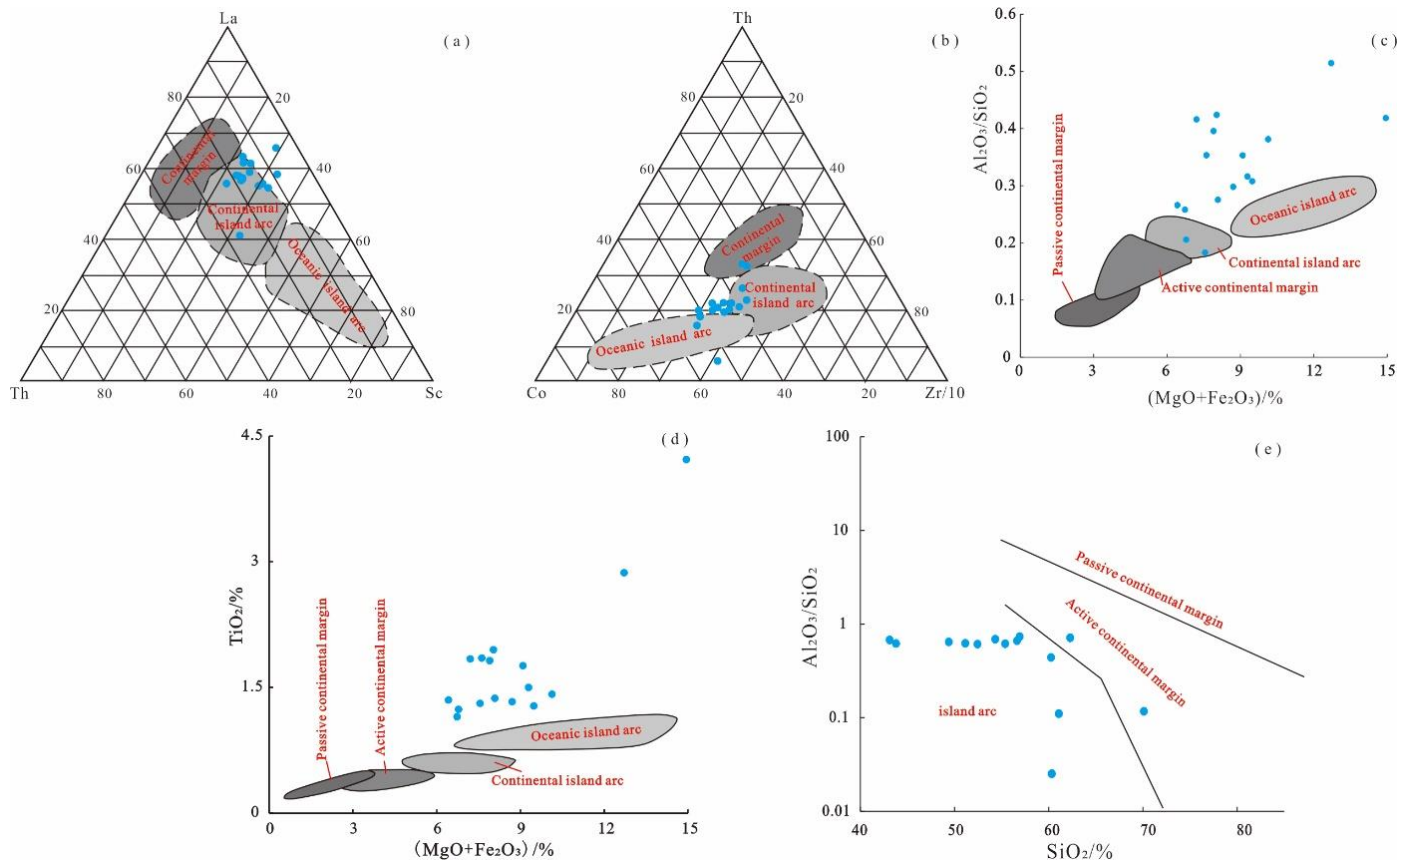 La
( a )
80
20
Continental
margin
60
40
Continental
island arc
40
60
Oceanic island
arc
20
80
Th
80
60
40
20
Sc
Th
( b )
80
20
60
40
Continental
margin
40
60
Continental
island arc
20
80
Oceanic island arc
Co
80
60
40
20
Zr/10
( c )
Al₂O₃/SiO₂
0.6
0.5
0.4
0.3
0.2
0.1
0
Passive continental margin
Oceanic island arc
Continental island arc
Active continental margin
0
3
6
9
12
15
(MgO+Fe₂O₃)/%
( d )
TiO₂/%
4.5
3
1.5
0
Passive continental margin
Active continental margin
Oceanic island arc
Continental island arc
0
3
6
9
12
15
(MgO+Fe₂O₃) /%
( e )
Al₂O₃/SiO₂
100
10
1
0.1
0.01
Passive continental margin
Active continental margin
island arc
40
50
60
70
80
SiO₂/%